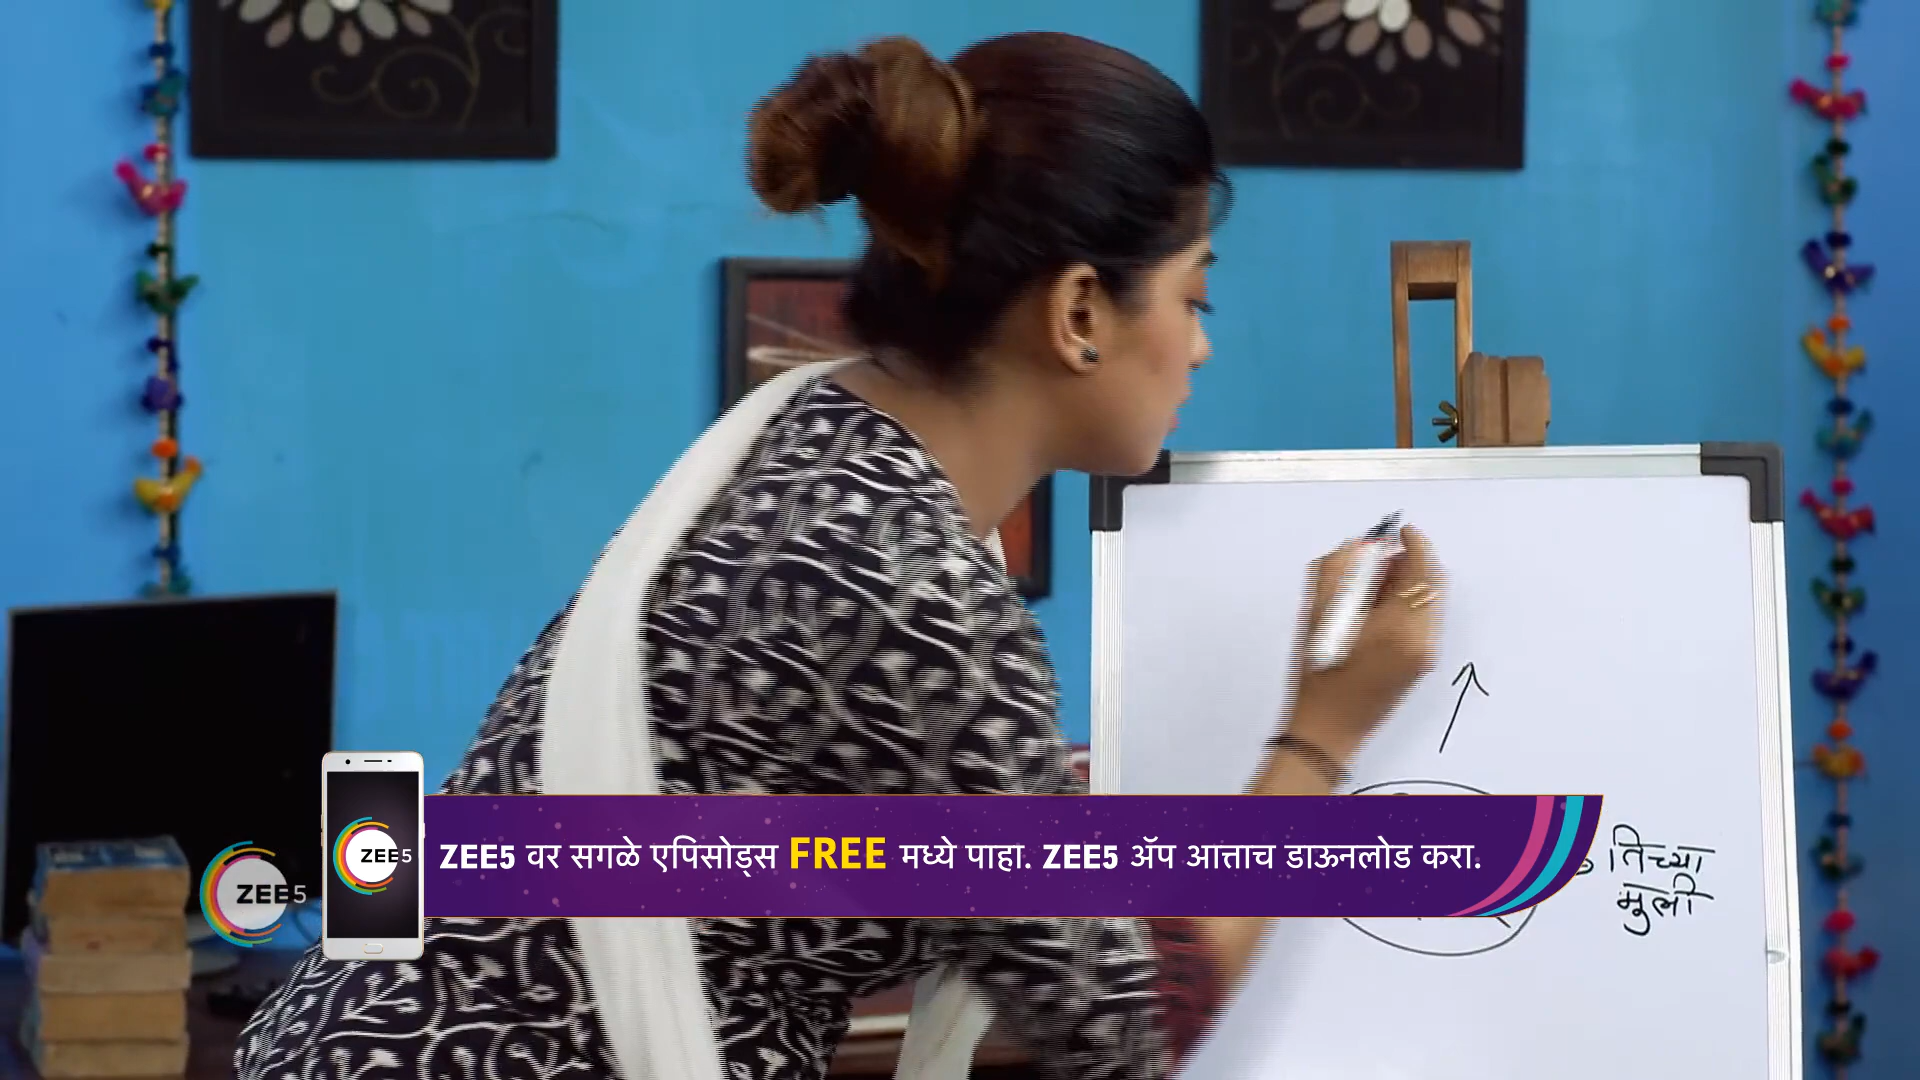 तिच्या
मुली
ZEE5 वर सगळे एपिसोड्स FREE मध्ये पाहा. ZEE5 ॲप आत्ताच डाऊनलोड करा.
ZEE5
ZEE5